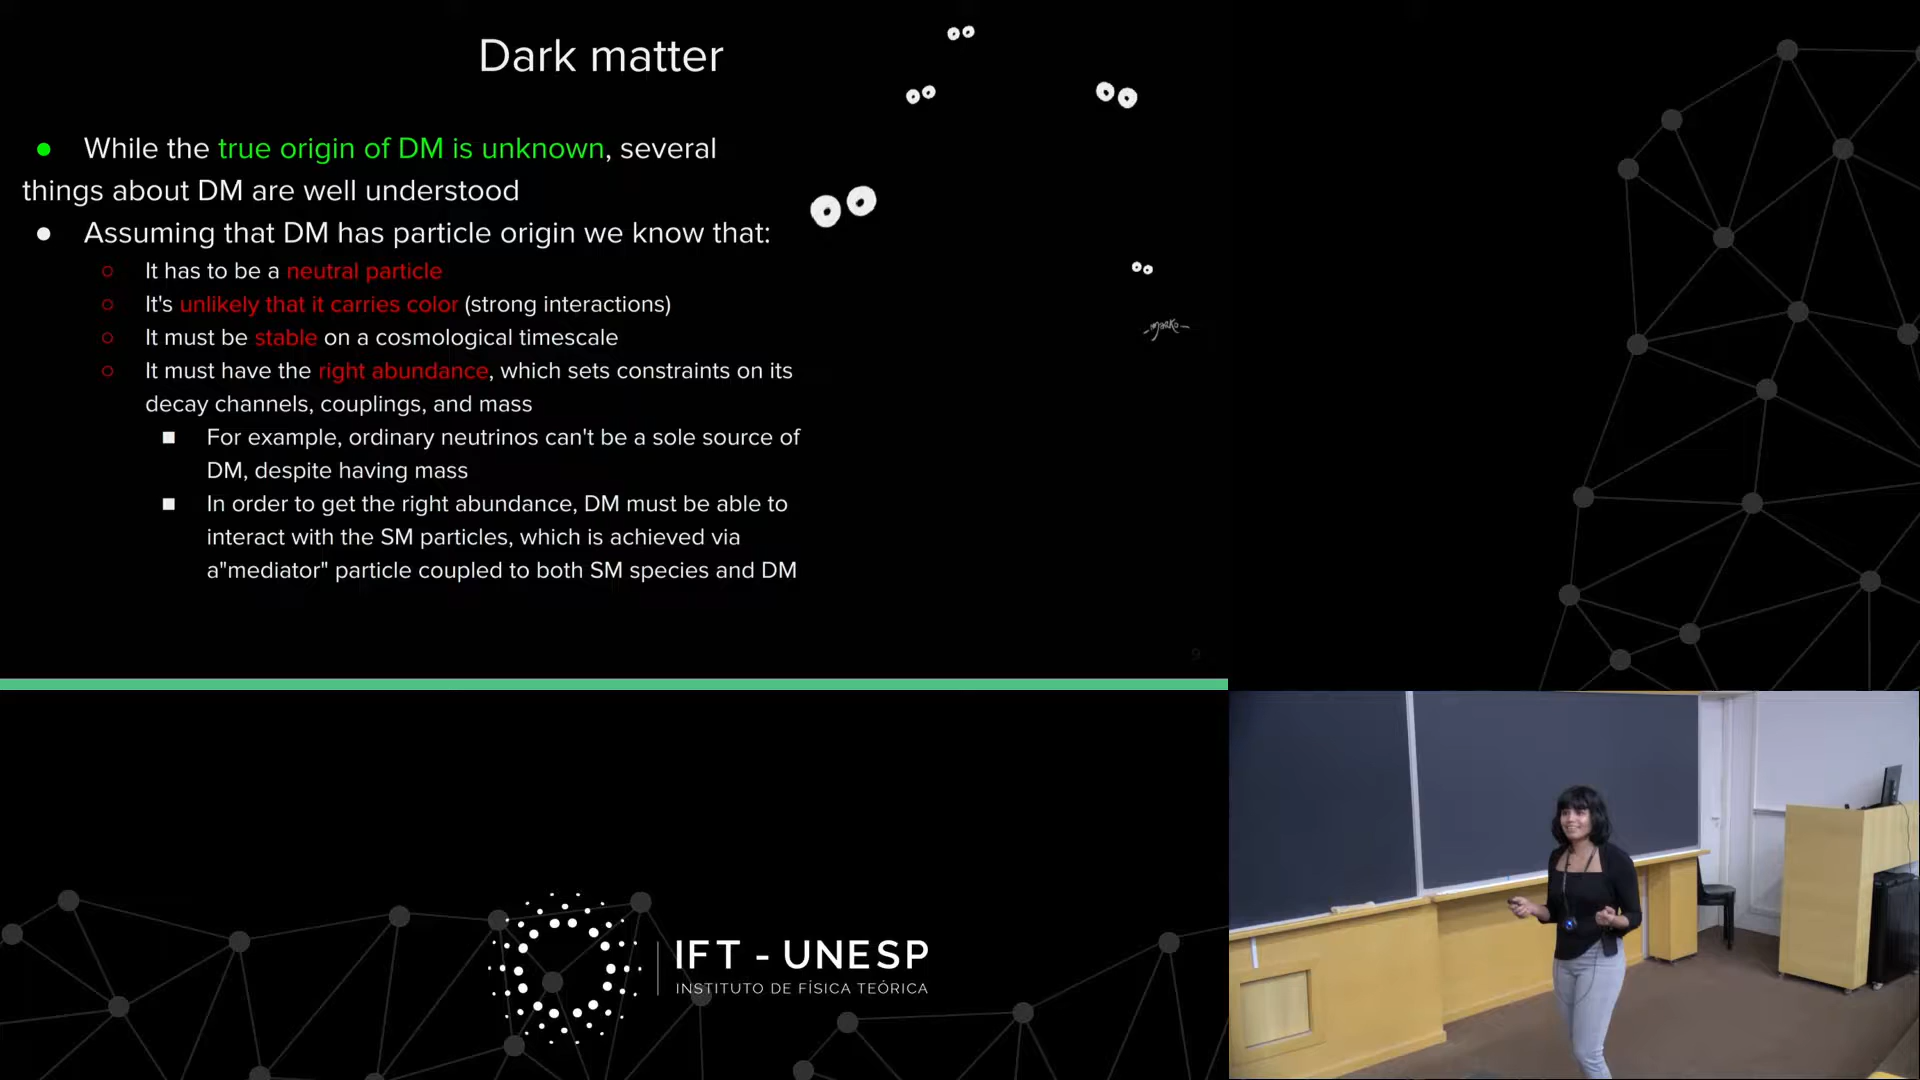 Dark matter
While the true origin of DM is unknown, several
things about DM are well understood
Assuming that DM has particle origin we know that:
It has to be a neutral particle
It's unlikely that it carries color (strong interactions)
It must be stable on a cosmological timescale
It must have the right abundance, which sets constraints on its
decay channels, couplings, and mass
For example, ordinary neutrinos can't be a sole source of
DM, despite having mass
In order to get the right abundance, DM must be able to
interact with the SM particles, which is achieved via
a"mediator" particle coupled to both SM species and DM
-marko-
9
IFT - UNESP
INSTITUTO DE FÍSICA TEÓRICA